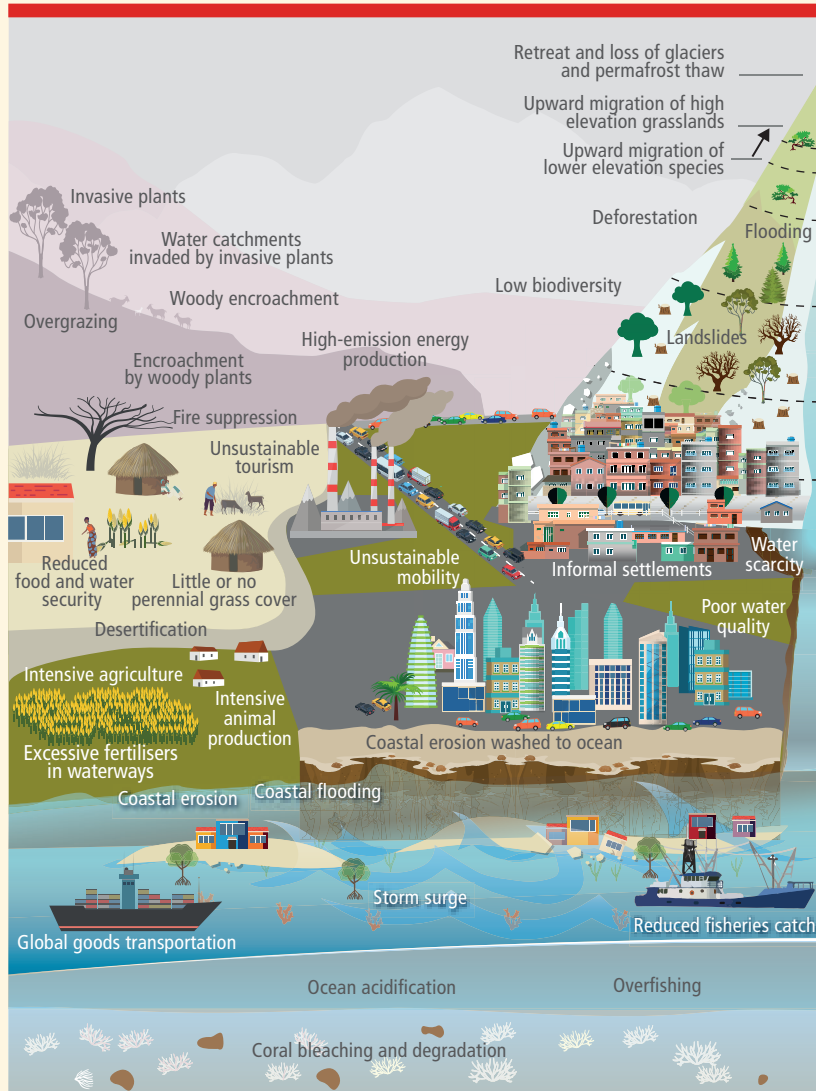 Retreat and loss of glaciers
and permafrost thaw
Upward migration of high
elevation grasslands
Upward migration of
lower elevation species
Invasive plants
Deforestation
Flooding
Water catchments
invaded by invasive plants
Low biodiversity
Woody encroachment
Overgrazing
High-emission energy
production
Landslides
Encroachment
by woody plants
Fire suppression
Unsustainable
tourism
Reduced
food and water
security
Little or no
perennial grass cover
Unsustainable
mobility
Informal settlements
Water
scarcity
Poor water
quality
Desertification
Intensive agriculture
Intensive
animal
production
Excessive fertilisers
in waterways
Coastal erosion washed to ocean
Coastal erosion
Coastal flooding
Storm surge
Global goods transportation
Reduced fisheries catch
Ocean acidification
Overfishing
Coral bleaching and degradation